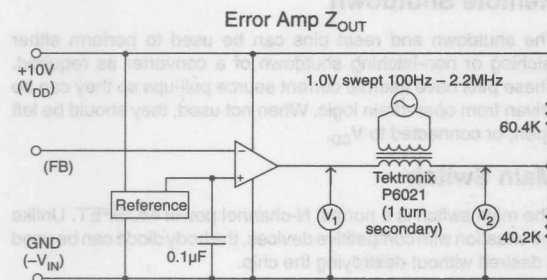 Error Amp Z_OUT
+10V
(V_DD)
1.0V swept 100Hz – 2.2MHz
60.4K
(FB)
−
+
Tektronix
P6021
(1 turn
secondary)
Reference
V₁
V₂
GND
(−V_IN)
0.1µF
40.2K